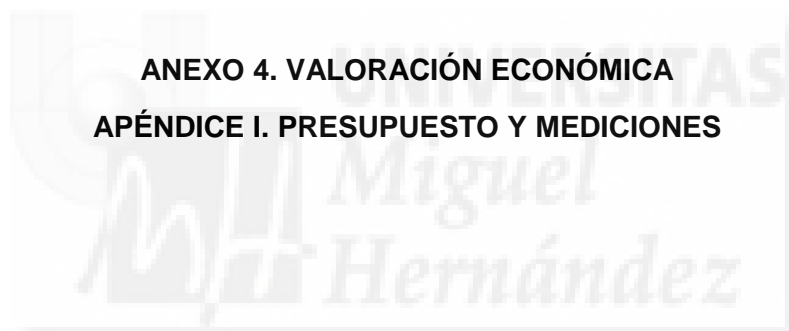 ANEXO 4. VALORACIÓN ECONÓMICA
UNIVERSITAS
APÉNDICE I. PRESUPUESTO Y MEDICIONES
Miguel
Hernández